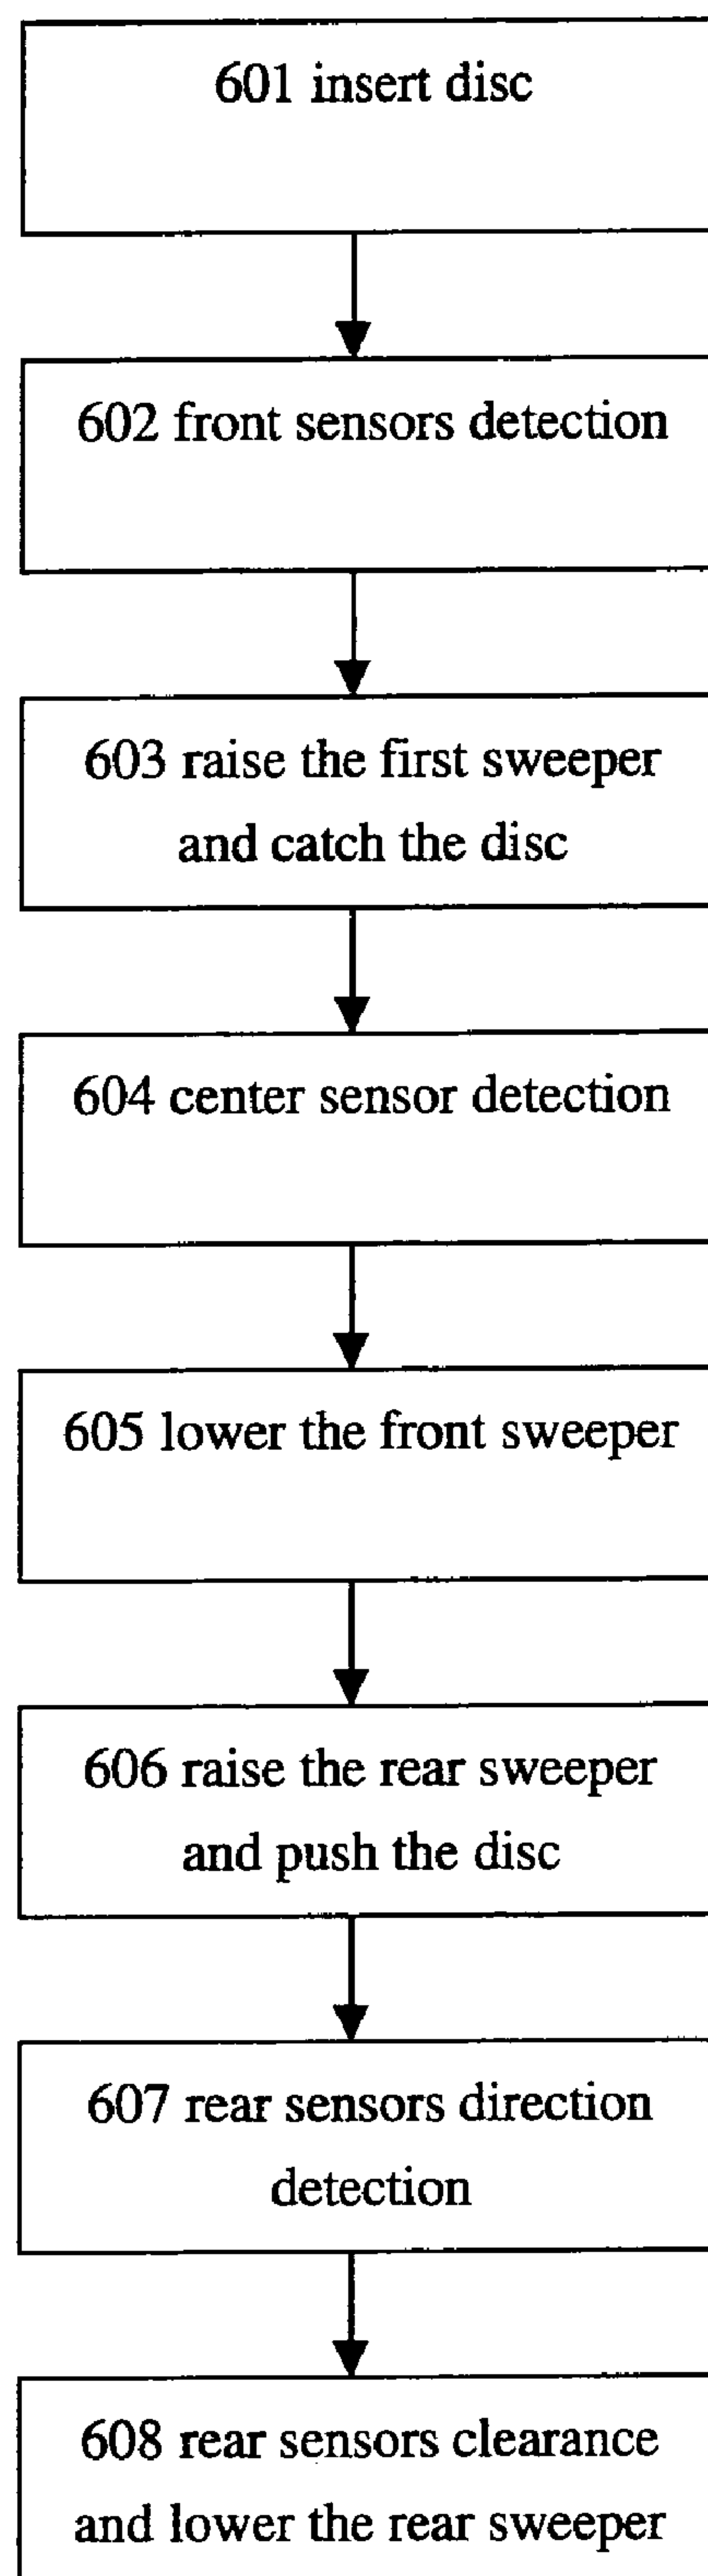 601 insert disc
602 front sensors detection
603 raise the first sweeper
and catch the disc
604 center sensor detection
605 lower the front sweeper
606 raise the rear sweeper
and push the disc
607 rear sensors direction
detection
608 rear sensors clearance
and lower the rear sweeper